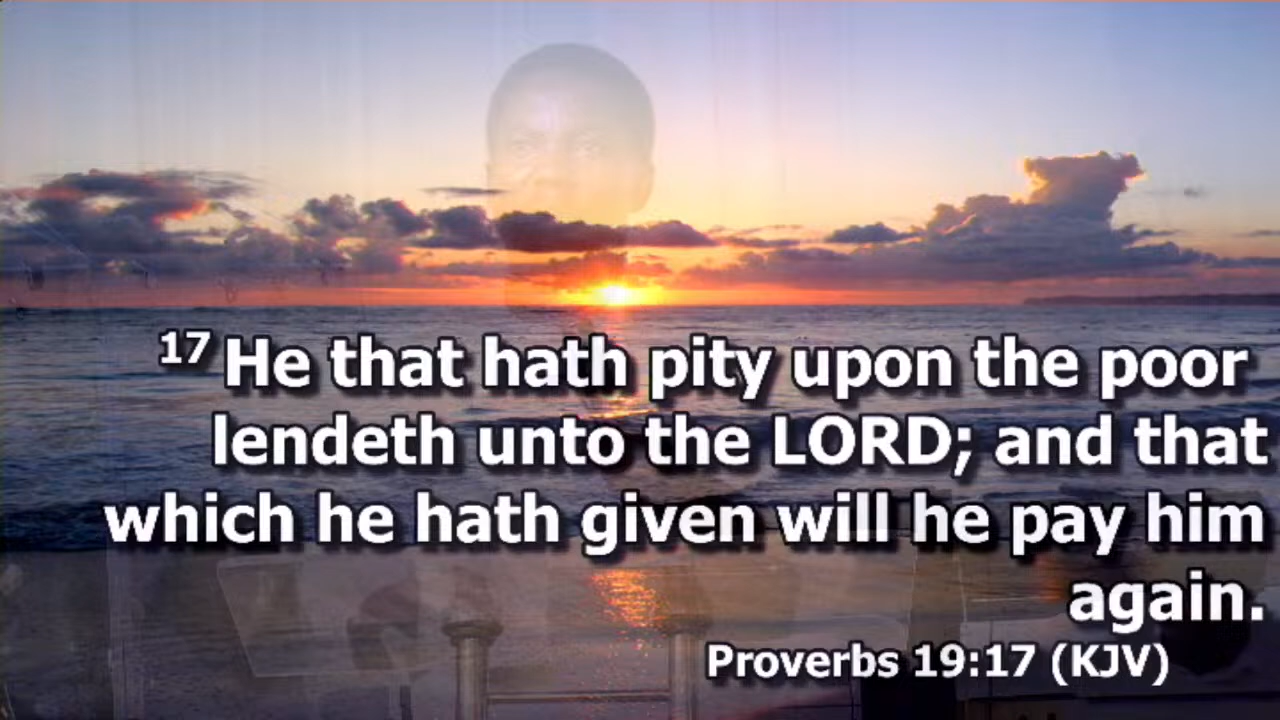 17 He that hath pity upon the poor
lendeth unto the LORD; and that
which he hath given will he pay him
again.
Proverbs 19:17 (KJV)